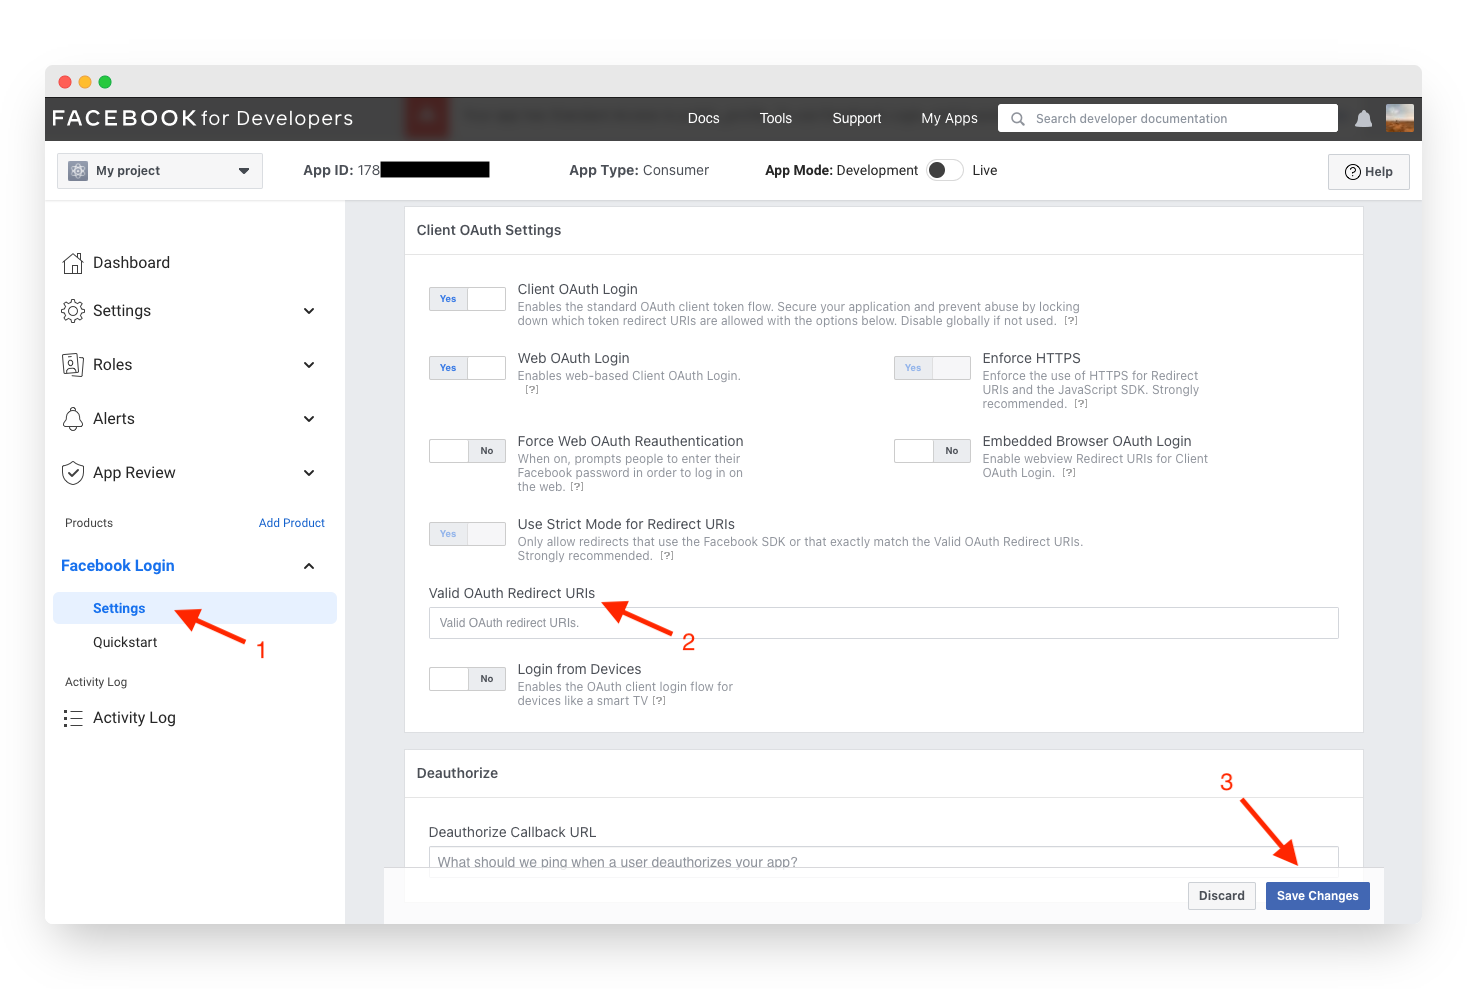 FACEBOOK for Developers
Docs
Tools
Support
My Apps
Search developer documentation
My project
App ID: 178
App Type: Consumer
App Mode: Development
Live
Help
Dashboard
Settings
Roles
Alerts
App Review
Products
Add Product
Facebook Login
Settings
1
Quickstart
Activity Log
Activity Log
Client OAuth Settings
Yes
Client OAuth Login
Enables the standard OAuth client token flow. Secure your application and prevent abuse by locking
down which token redirect URIs are allowed with the options below. Disable globally if not used. [?]
Yes
Web OAuth Login
Enables web-based Client OAuth Login.
[?]
Yes
Enforce HTTPS
Enforce the use of HTTPS for Redirect
URIs and the JavaScript SDK. Strongly
recommended. [?]
No
Force Web OAuth Reauthentication
When on, prompts people to enter their
Facebook password in order to log in on
the web. [?]
No
Embedded Browser OAuth Login
Enable webview Redirect URIs for Client
OAuth Login. [?]
Yes
Use Strict Mode for Redirect URIs
Only allow redirects that use the Facebook SDK or that exactly match the Valid OAuth Redirect URIs.
Strongly recommended. [?]
Valid OAuth Redirect URIs
2
Valid OAuth redirect URIs.
No
Login from Devices
Enables the OAuth client login flow for
devices like a smart TV [?]
Deauthorize
3
Deauthorize Callback URL
What should we ping when a user deauthorizes your app?
Discard
Save Changes